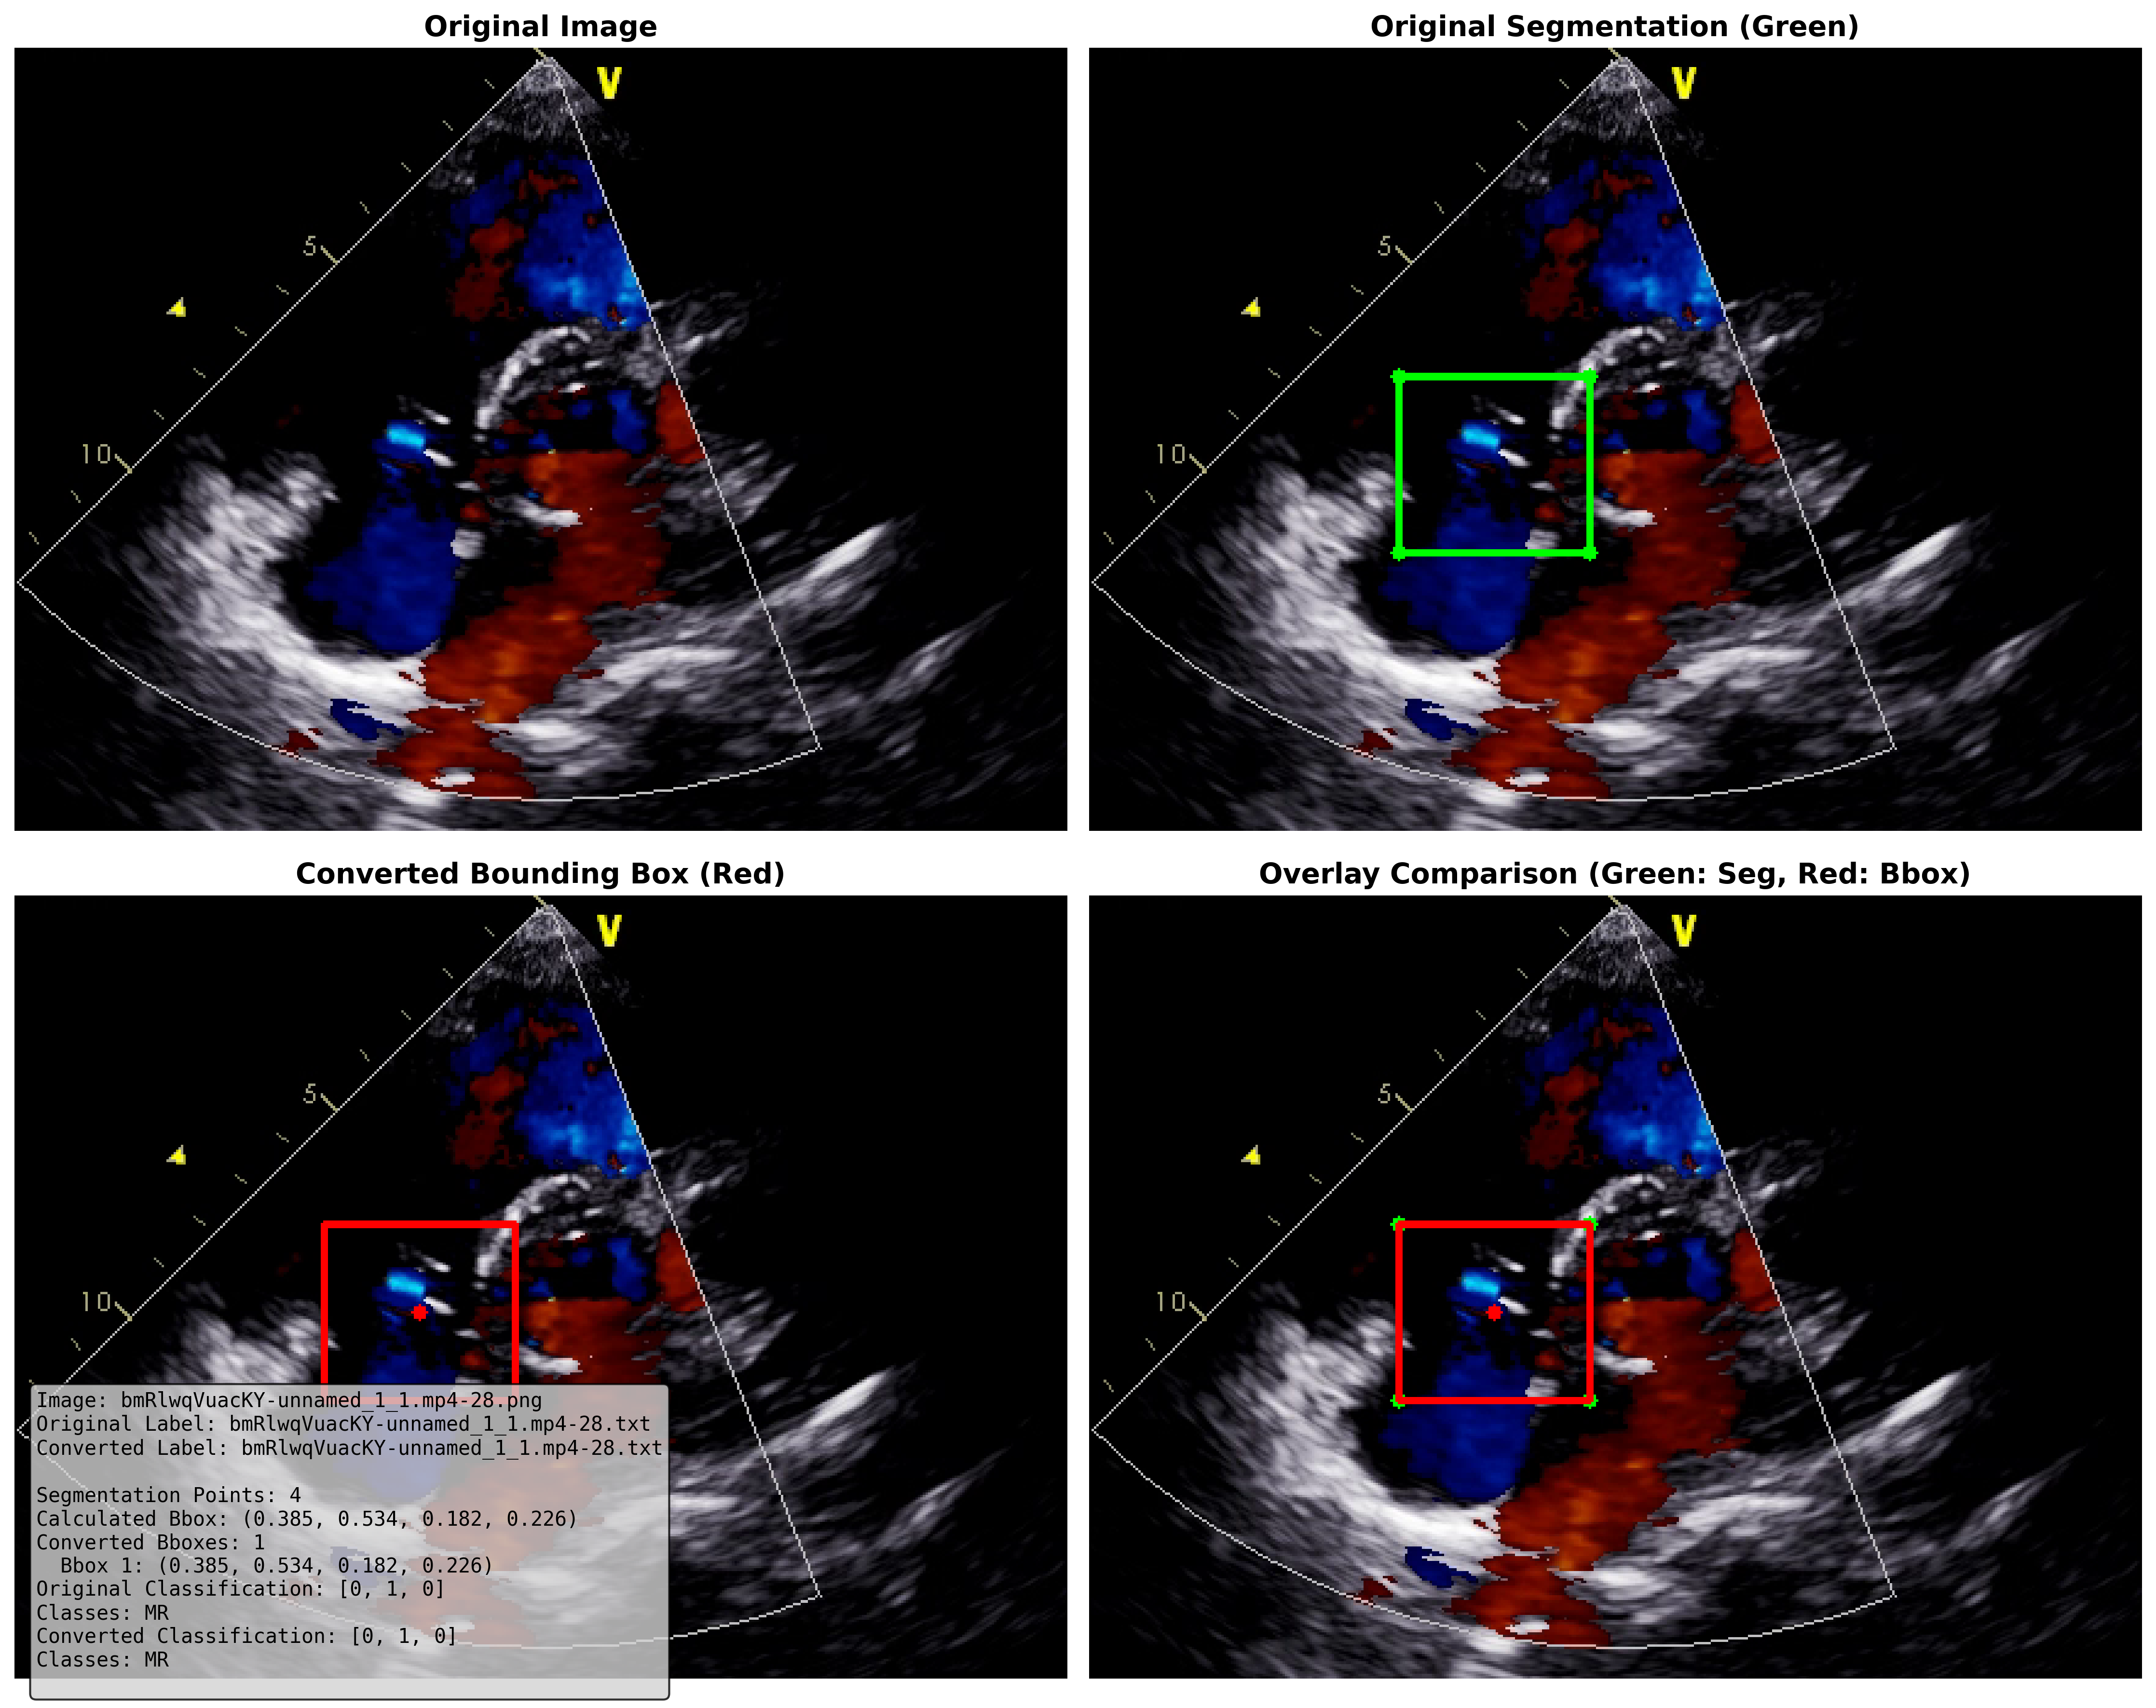 Original Image
Original Segmentation (Green)
V
5
10
V
5
10
Converted Bounding Box (Red)
Overlay Comparison (Green: Seg, Red: Bbox)
V
5
10
V
5
10
Image: bmRlwqVuacKY-unnamed_1_1.mp4-28.png
Original Label: bmRlwqVuacKY-unnamed_1_1.mp4-28.txt
Converted Label: bmRlwqVuacKY-unnamed_1_1.mp4-28.txt
Segmentation Points: 4
Calculated Bbox: (0.385, 0.534, 0.182, 0.226)
Converted Bboxes: 1
Bbox 1: (0.385, 0.534, 0.182, 0.226)
Original Classification: [0, 1, 0]
Classes: MR
Converted Classification: [0, 1, 0]
Classes: MR